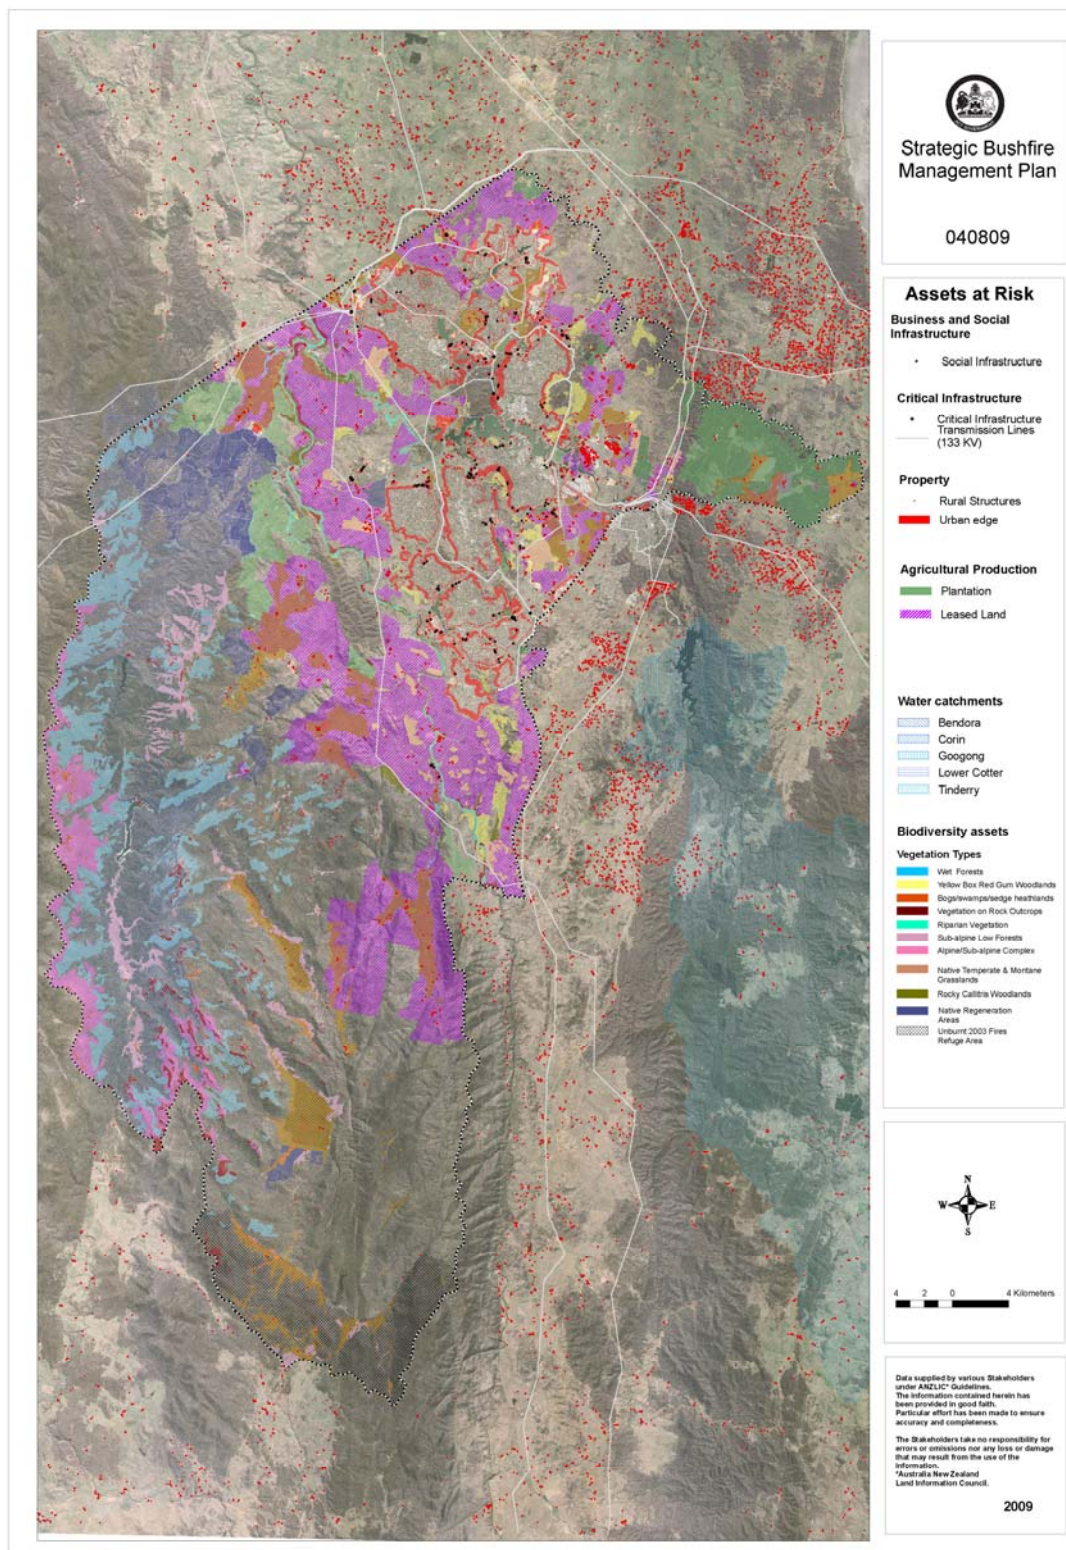 Strategic Bushfire
Management Plan
040809
Assets at Risk
Business and Social
Infrastructure
Social Infrastructure
Critical Infrastructure
Critical Infrastructure
Transmission Lines
(133 KV)
Property
Rural Structures
Urban edge
Agricultural Production
Plantation
Leased Land
Water catchments
Bendora
Corin
Googong
Lower Cotter
Tinderry
Biodiversity assets
Vegetation Types
Wet Forests
Yellow Box Red Gum Woodlands
Bogs/swamps/sedge heathlands
Vegetation on Rock Outcrops
Riparian Vegetation
Sub-alpine Low Forests
Alpine/Sub-alpine Complex
Native Temperate & Montane
Grasslands
Rocky Callitris Woodlands
Native Regeneration
Areas
Unburnt 2003 Fires
Refuge Area
N
W E
S
4 2 0 4 Kilometers
Data supplied by various Stakeholders
under ANZLIC* Guidelines.
The information contained herein has
been provided in good faith.
Particular effort has been made to ensure
accuracy and completeness.
The Stakeholders take no responsibility for
errors or omissions nor any loss or damage
that may result from the use of the
information.
*Australia New Zealand
Land Information Council.
2009